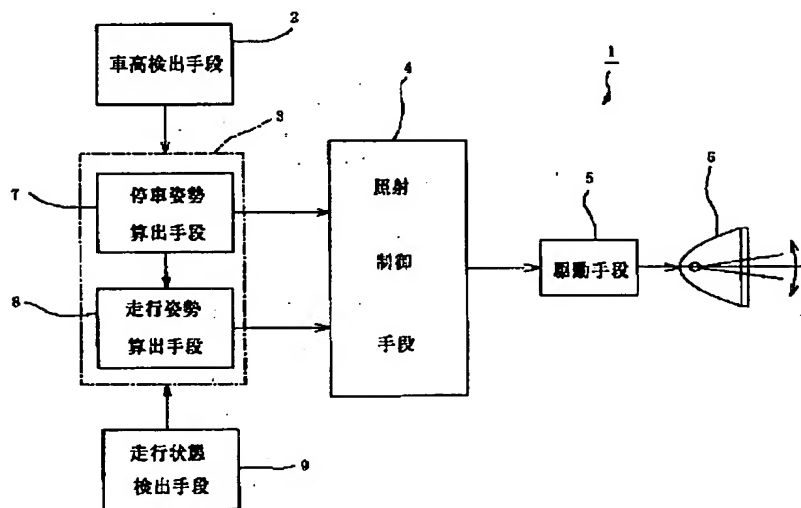 2
車高検出手段
1
4
3
照射
制御
手段
7
停車姿勢
算出手段
5
駆動手段
6
8
走行姿勢
算出手段
走行状態
検出手段
9